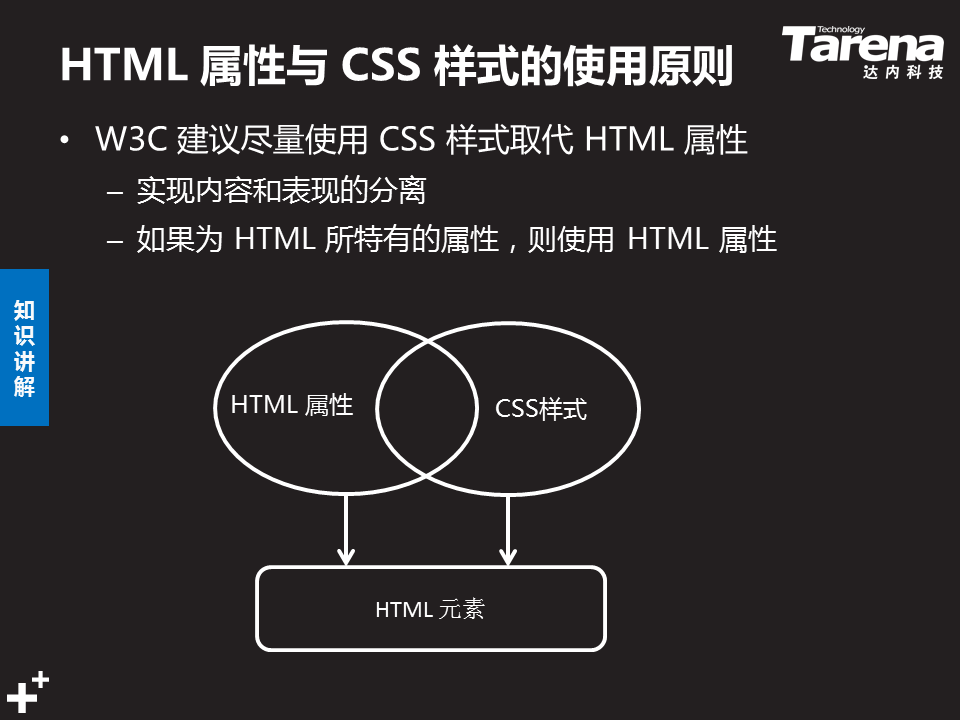 HTML 属性与 CSS 样式的使用原则
Technology
Tarena
达内科技
• W3C 建议尽量使用 CSS 样式取代 HTML 属性
– 实现内容和表现的分离
– 如果为 HTML 所特有的属性，则使用 HTML 属性
知识讲解
HTML 属性
CSS样式
HTML 元素